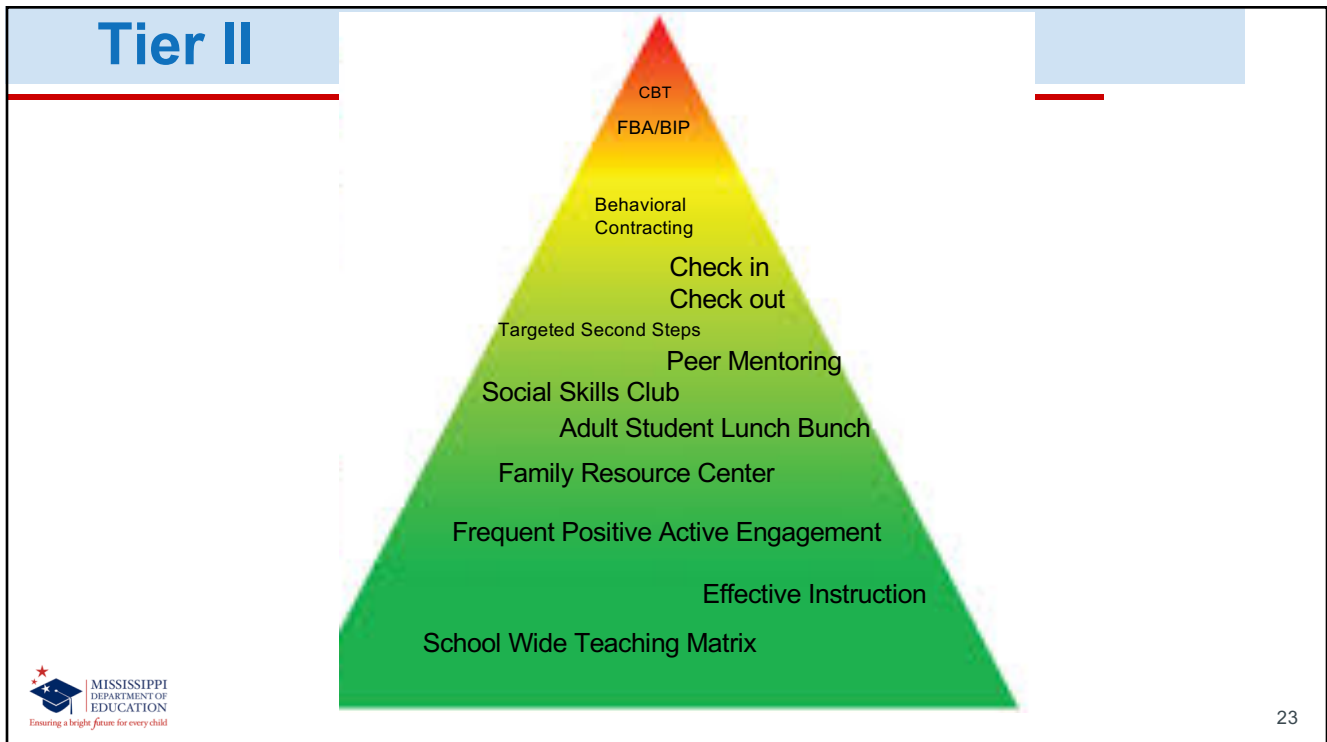 Tier II
CBT
FBA/BIP
Behavioral
Contracting
Check in
Check out
Targeted Second Steps
Peer Mentoring
Social Skills Club
Adult Student Lunch Bunch
Family Resource Center
Frequent Positive Active Engagement
Effective Instruction
School Wide Teaching Matrix
MISSISSIPPI
DEPARTMENT OF
EDUCATION
Ensuring a bright future for every child
23